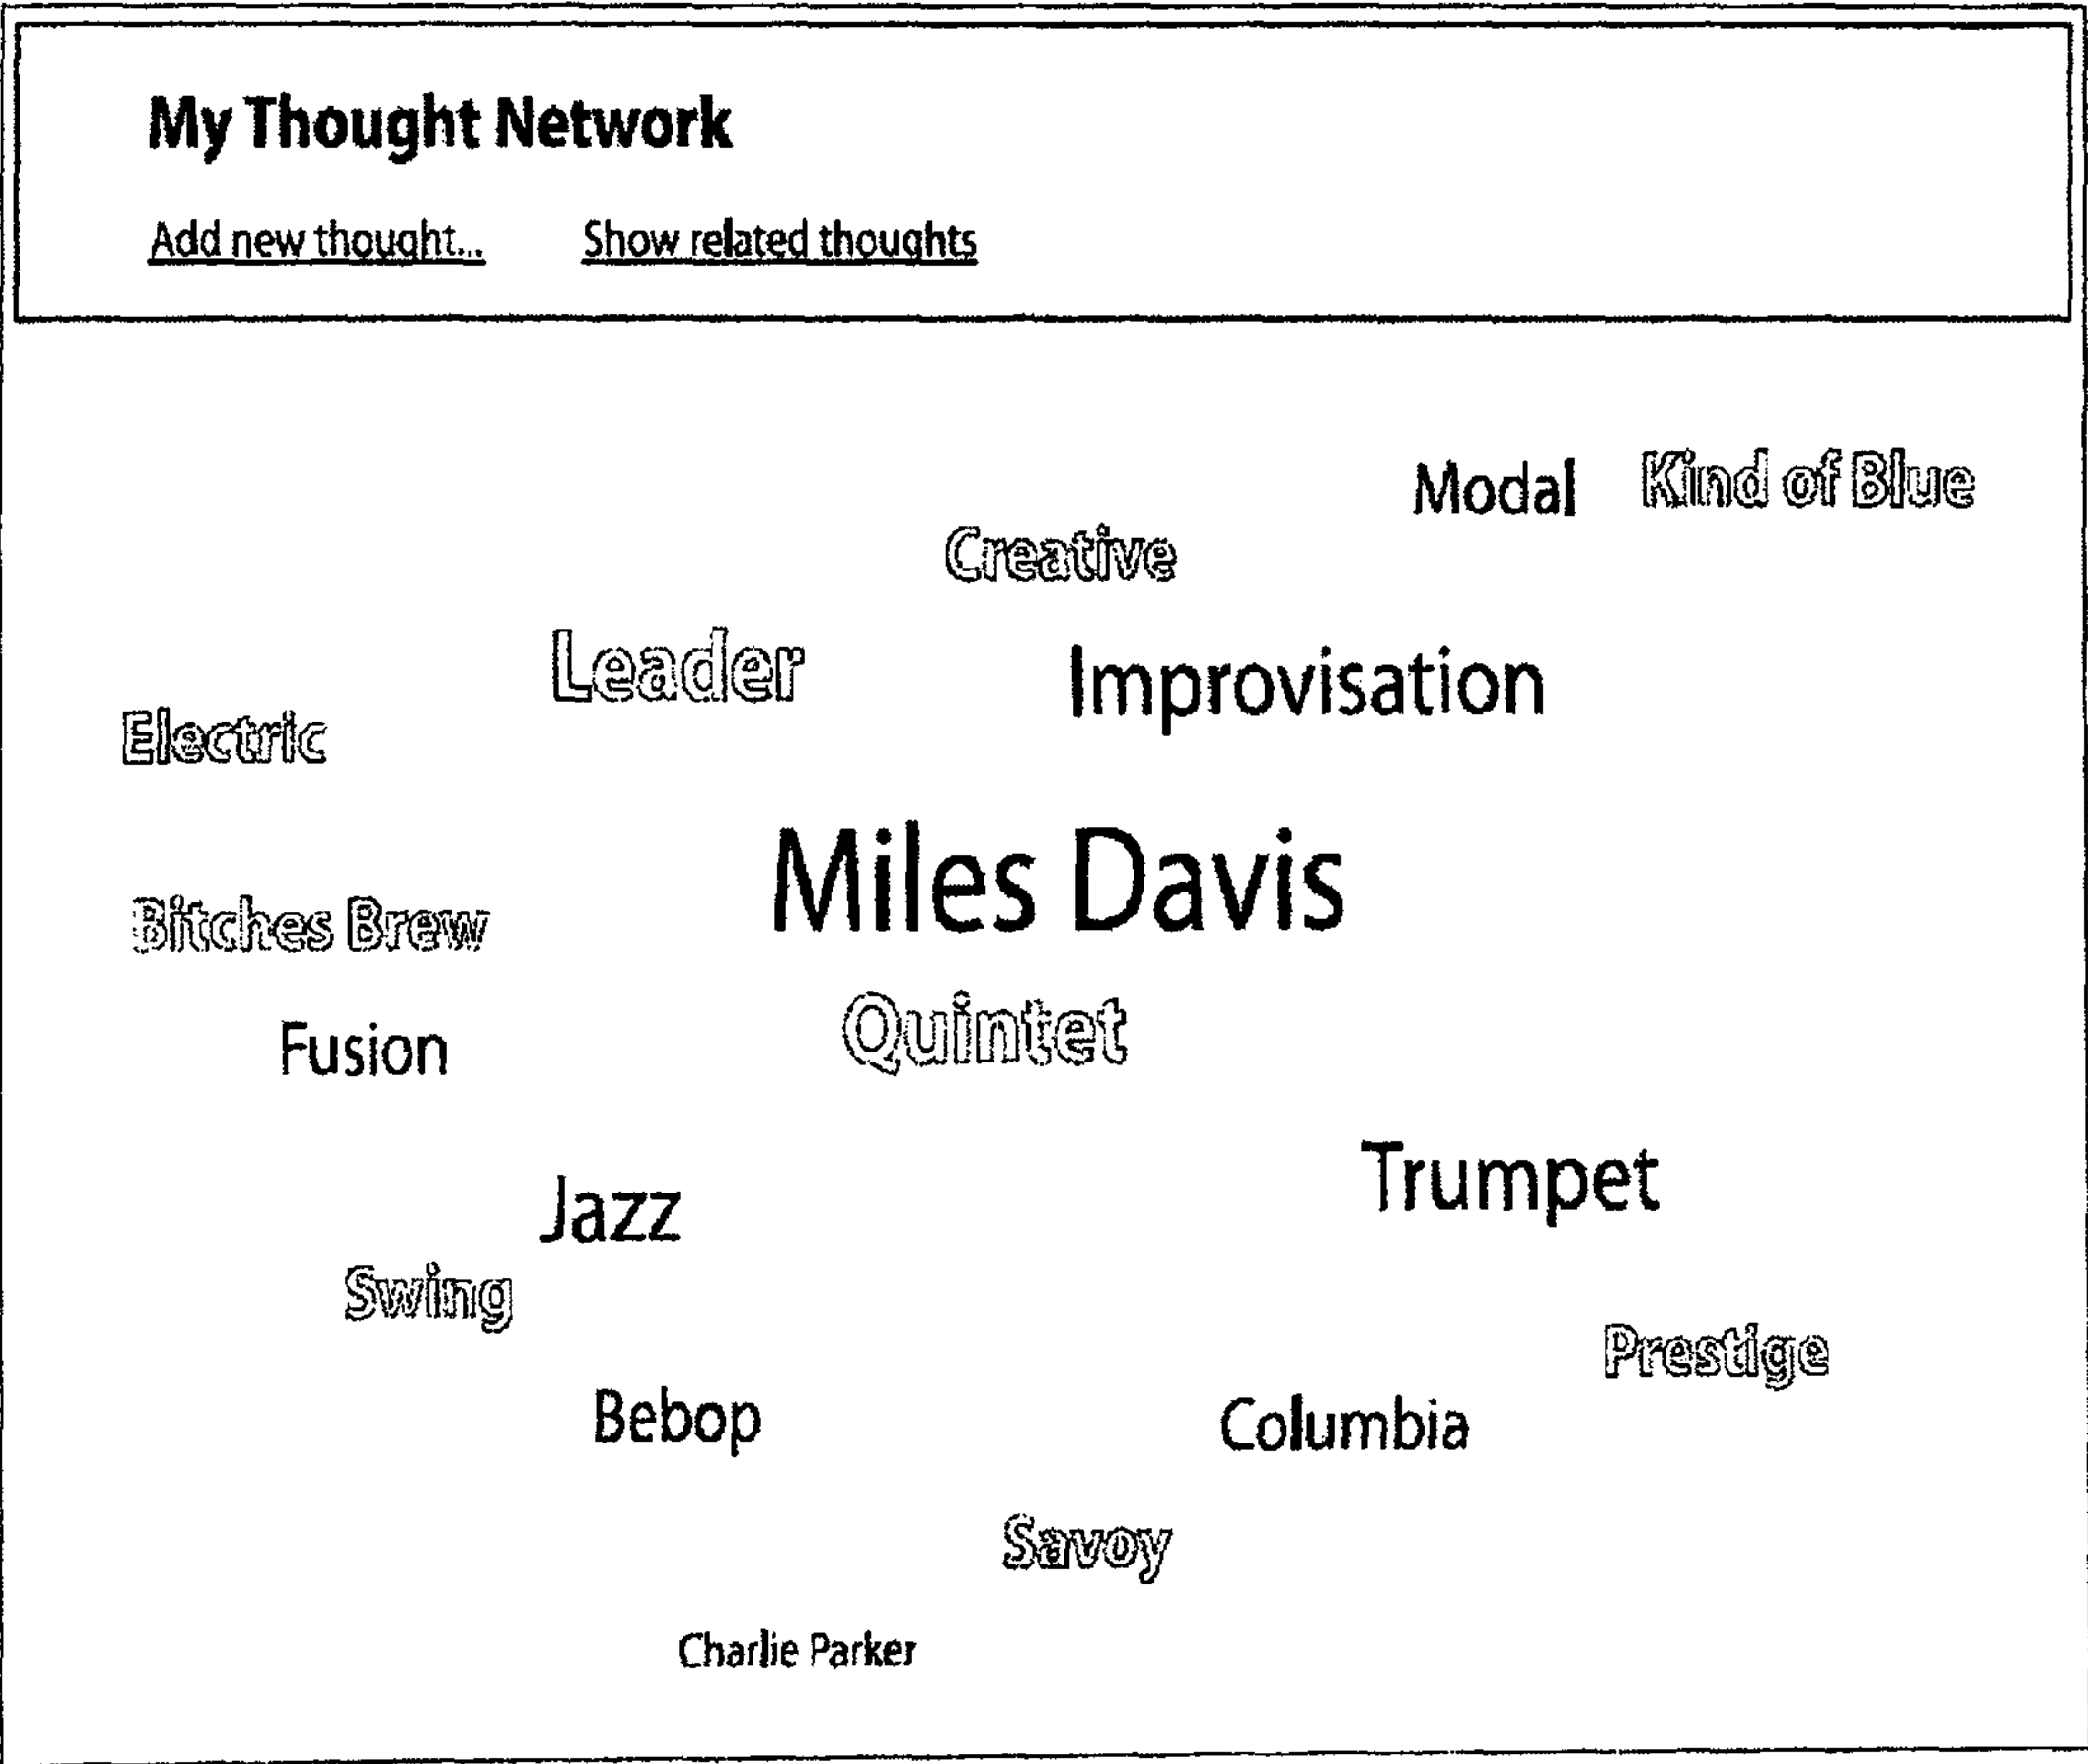 My Thought Network
Add new thought... Show related thoughts
Modal Kind of Blue
Creative
Leader Improvisation
Electric
Miles Davis
Bitches Brew
Quintet
Fusion
Trumpet
Jazz
Swing
Prestige
Bebop Columbia
Savoy
Charlie Parker